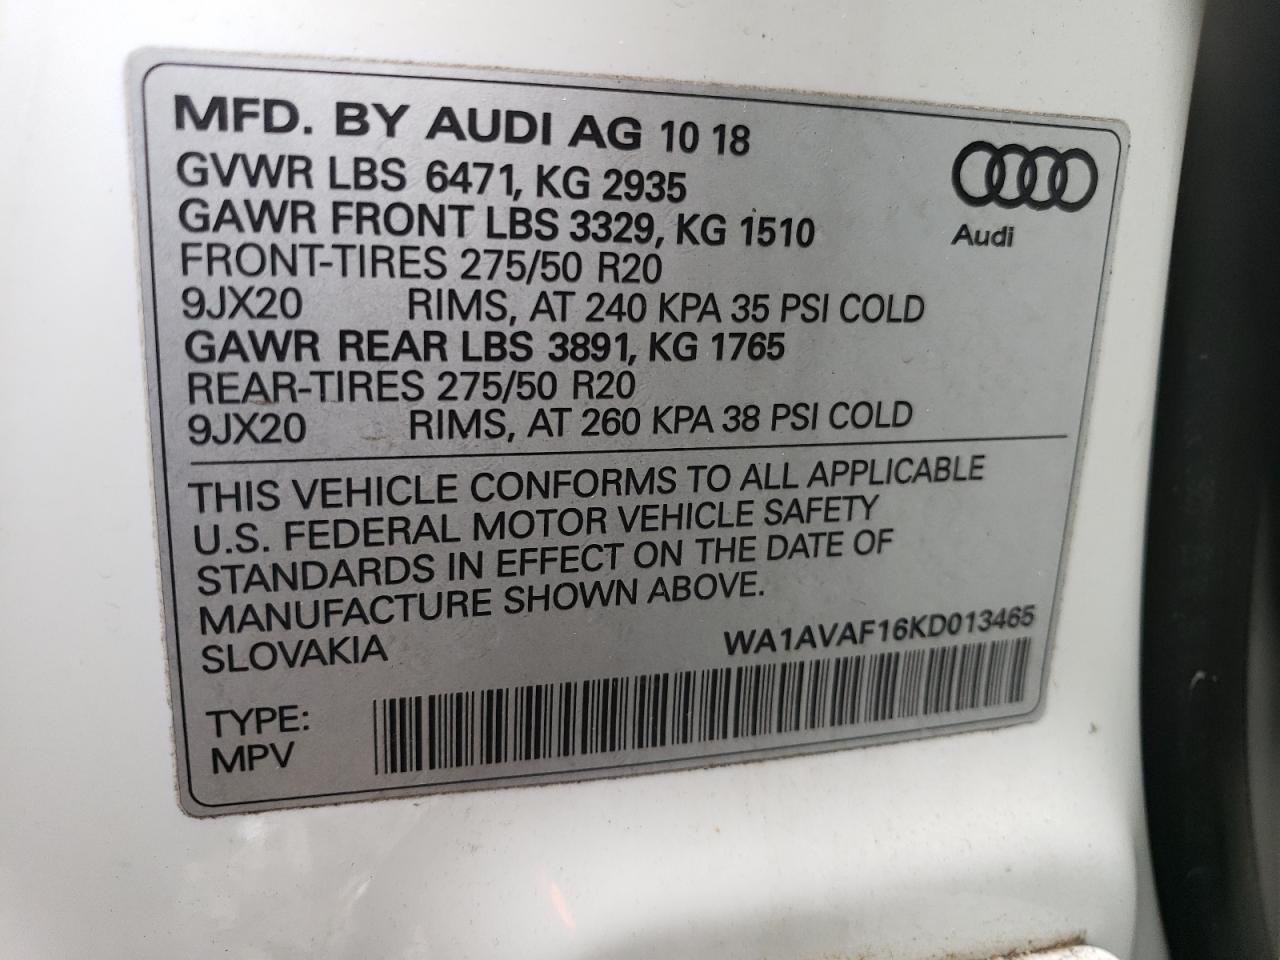 MFD. BY AUDI AG 10 18
GVWR LBS 6471, KG 2935
GAWR FRONT LBS 3329, KG 1510
FRONT-TIRES 275/50 R20
9JX20 RIMS, AT 240 KPA 35 PSI COLD
GAWR REAR LBS 3891, KG 1765
REAR-TIRES 275/50 R20
9JX20 RIMS, AT 260 KPA 38 PSI COLD
Audi
THIS VEHICLE CONFORMS TO ALL APPLICABLE
U.S. FEDERAL MOTOR VEHICLE SAFETY
STANDARDS IN EFFECT ON THE DATE OF
MANUFACTURE SHOWN ABOVE.
SLOVAKIA WA1AVAF16KD013465
TYPE:
MPV